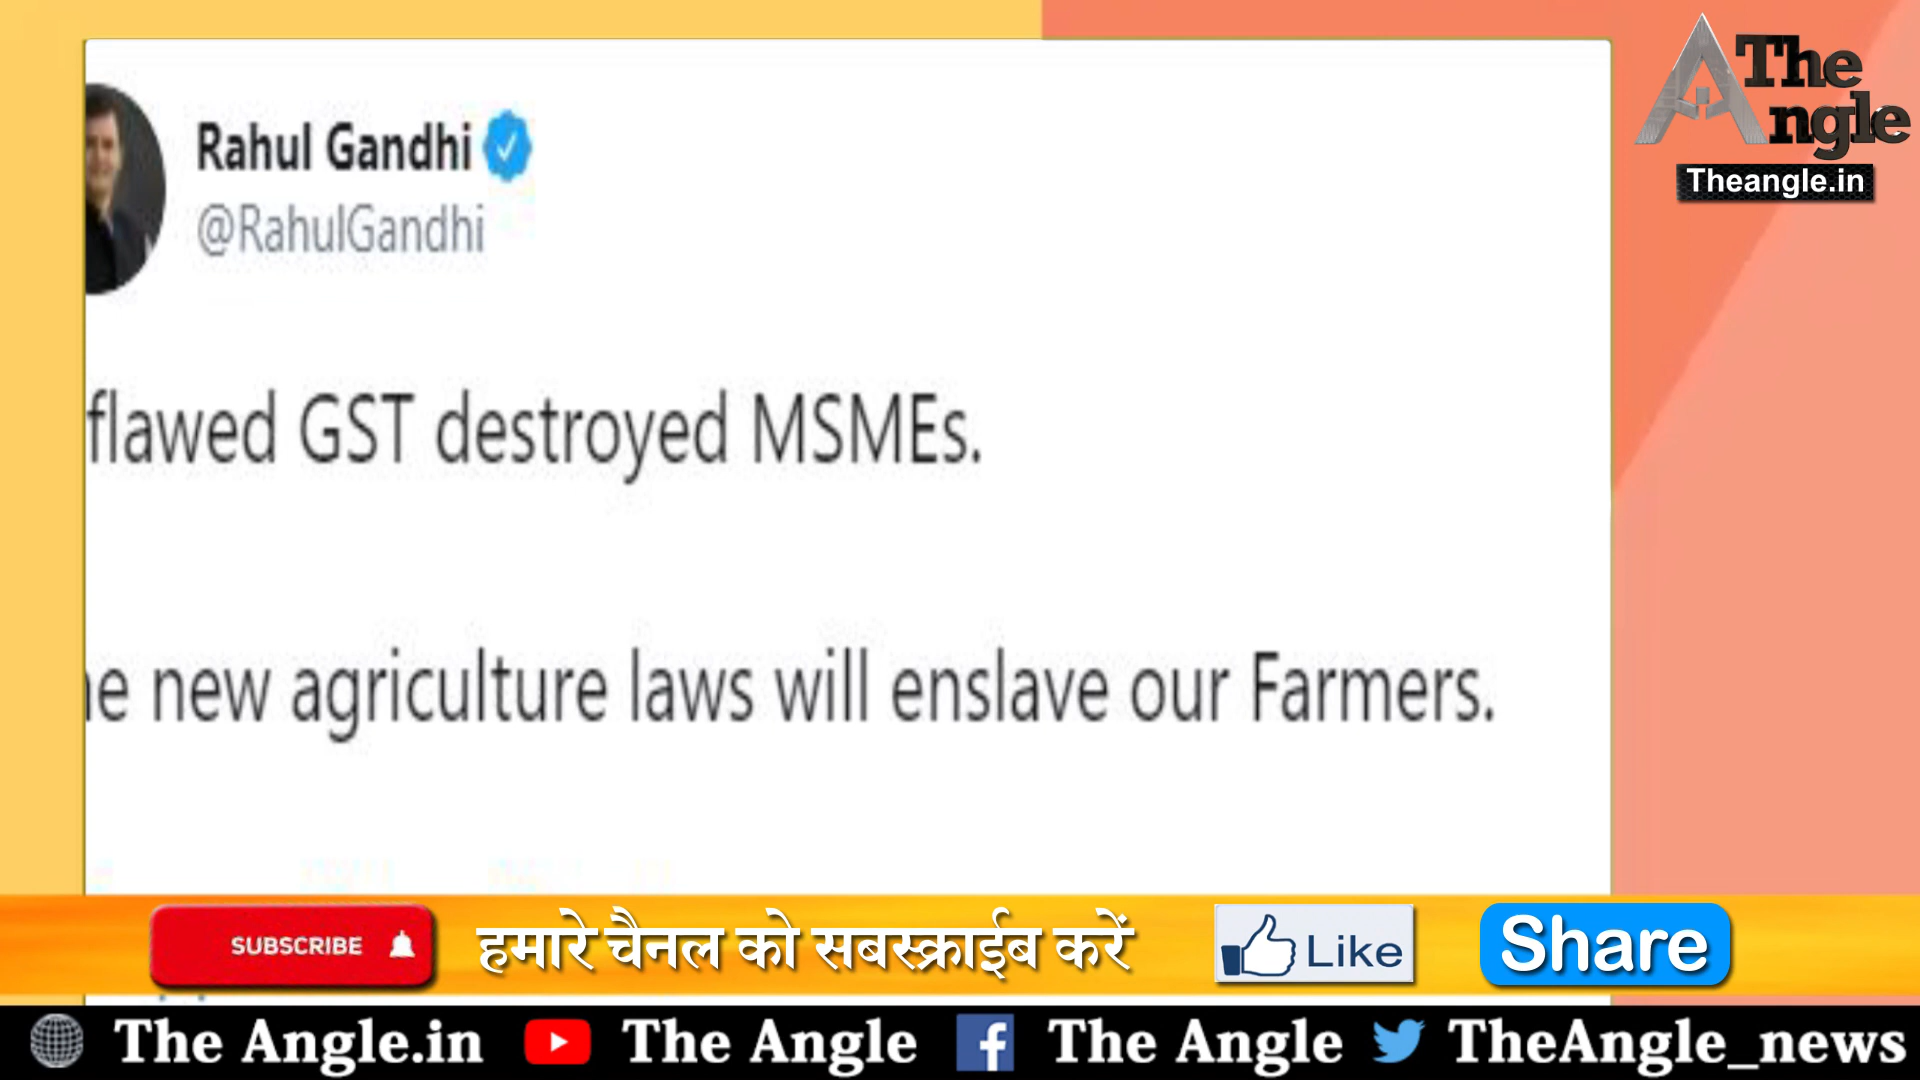 Rahul Gandhi
@RahulGandhi
flawed GST destroyed MSMEs.
new agriculture laws will enslave our Farmers.
The Angle
Theangle.in
SUBSCRIBE
हमारे चैनल को सबस्क्राईब करें
Like
Share
The Angle.in The Angle The Angle TheAngle_news